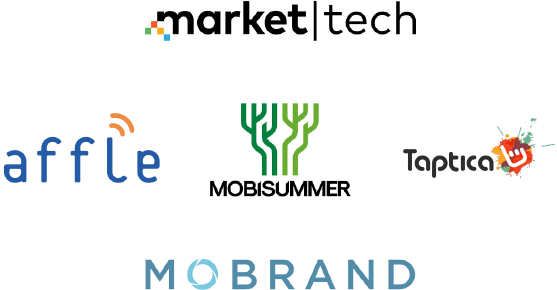 market|tech
affle
MOBISUMMER
Taptica
MOBRAND